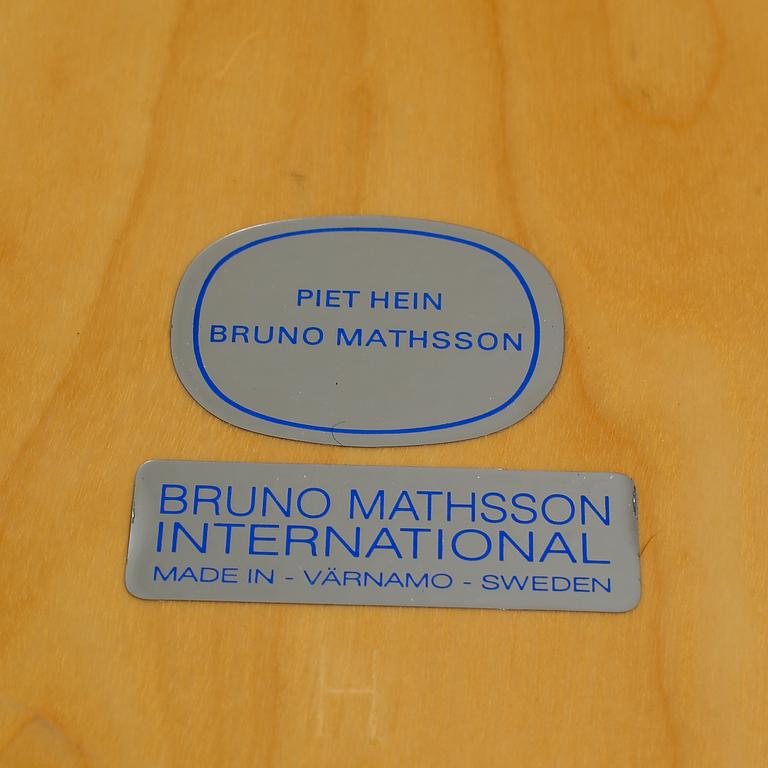 PIET HEIN
BRUNO MATHSSON
BRUNO MATHSSON
INTERNATIONAL
MADE IN - VÄRNAMO - SWEDEN
H